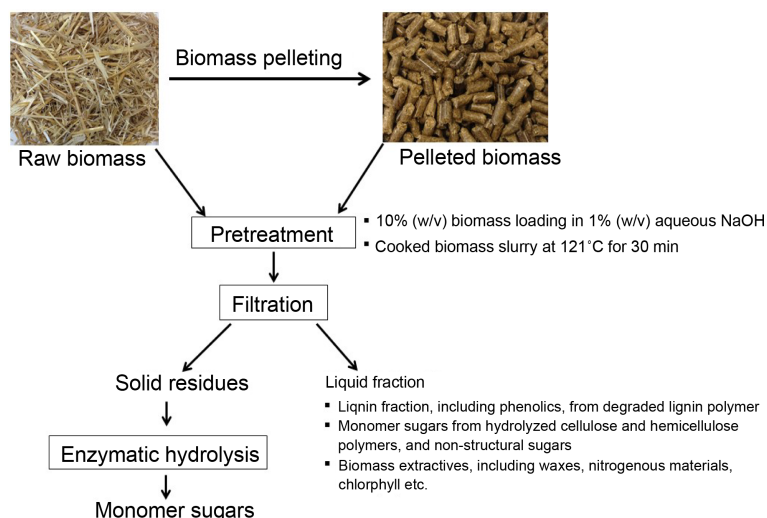 Biomass pelleting
Raw biomass
Pelleted biomass
Pretreatment
▪ 10% (w/v) biomass loading in 1% (w/v) aqueous NaOH
▪ Cooked biomass slurry at 121˚C for 30 min
Filtration
Solid residues
Liquid fraction
▪ Liqnin fraction, including phenolics, from degraded lignin polymer
▪ Monomer sugars from hydrolyzed cellulose and hemicellulose
polymers, and non-structural sugars
▪ Biomass extractives, including waxes, nitrogenous materials,
chlorphyll etc.
Enzymatic hydrolysis
Monomer sugars